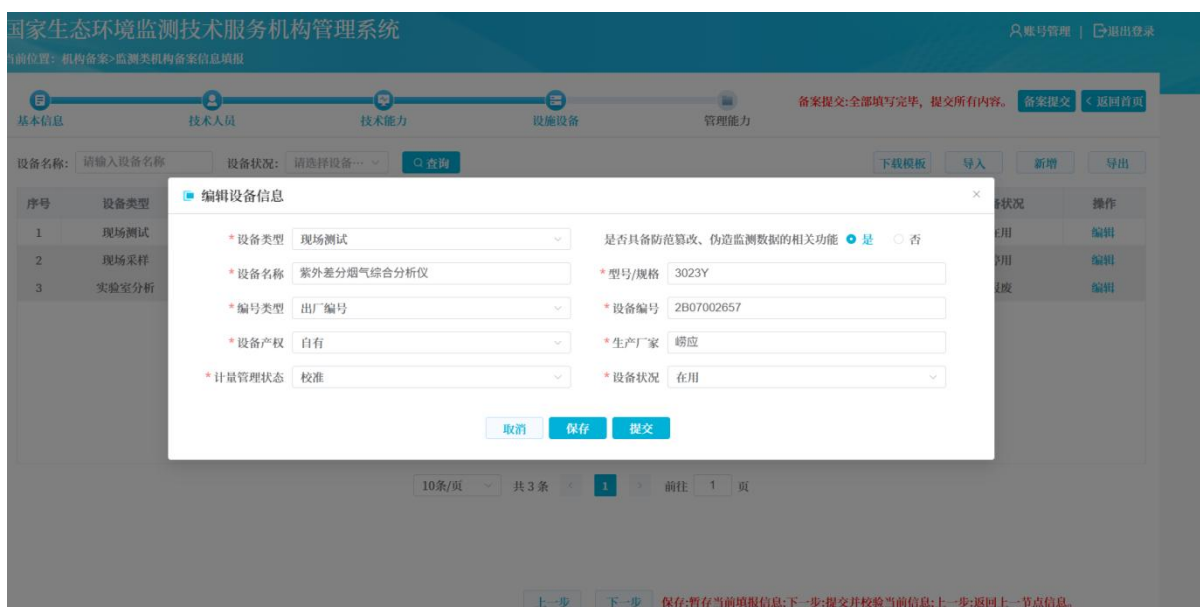 国家生态环境监测技术服务机构管理系统
账号管理 | 退出登录
当前位置：机构备案>监测类机构备案信息填报
备案提交:全部填写完毕，提交所有内容。 备案提交 < 返回首页
基本信息 技术人员 技术能力 设施设备 管理能力
设备名称： 请输入设备名称 设备状况： 请选择设备… 查询 下载模板 导入 新增 导出
序号 设备类型 操作
编辑设备信息 ×
1 现场测试 编辑
2 现场采样 编辑
3 实验室分析 编辑
*设备类型 现场测试 是否具备防范篡改、伪造监测数据的相关功能 是 否
*设备名称 紫外差分烟气综合分析仪 *型号/规格 3023Y
*编号类型 出厂编号 *设备编号 2B07002657
*设备产权 自有 *生产厂家 崂应
*计量管理状态 校准 *设备状况 在用
取消 保存 提交
10条/页 共 3 条 < 1 > 前往 1 页
上一步 下一步 保存:暂存当前填报信息;下一步:提交并校验当前信息;上一步:返回上一节点信息。